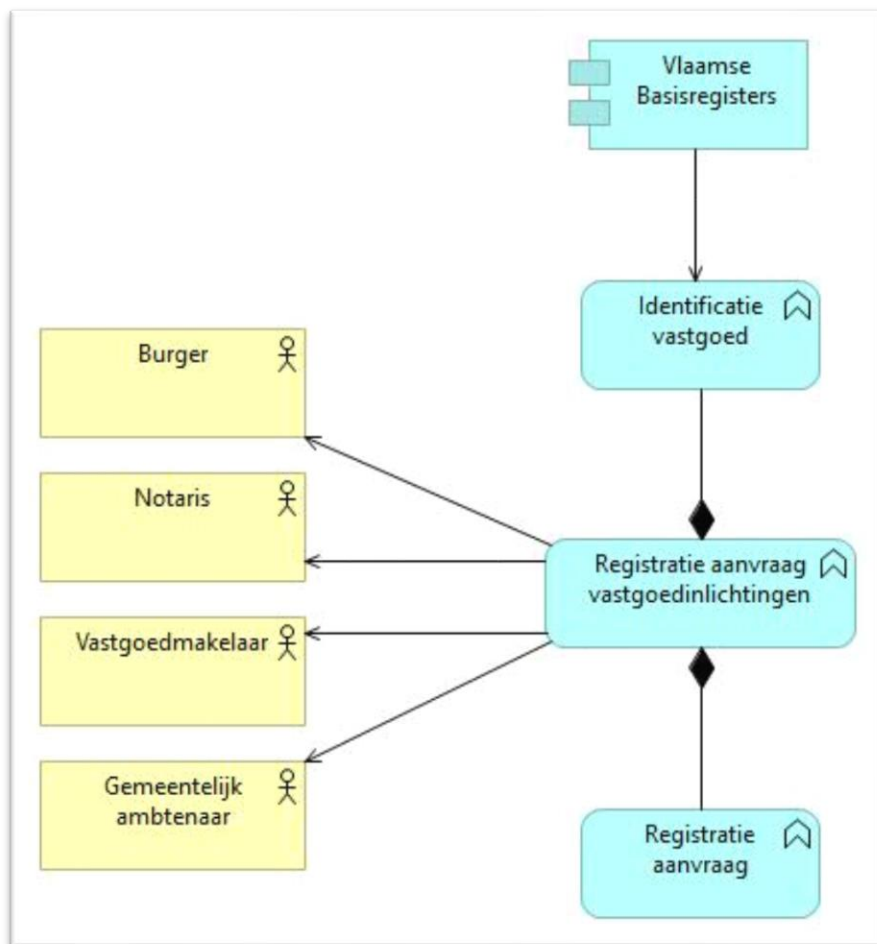 Vlaamse
Basisregisters
Identificatie
vastgoed
Burger
Notaris
Registratie aanvraag
vastgoedinlichtingen
Vastgoedmakelaar
Gemeentelijk
ambtenaar
Registratie
aanvraag